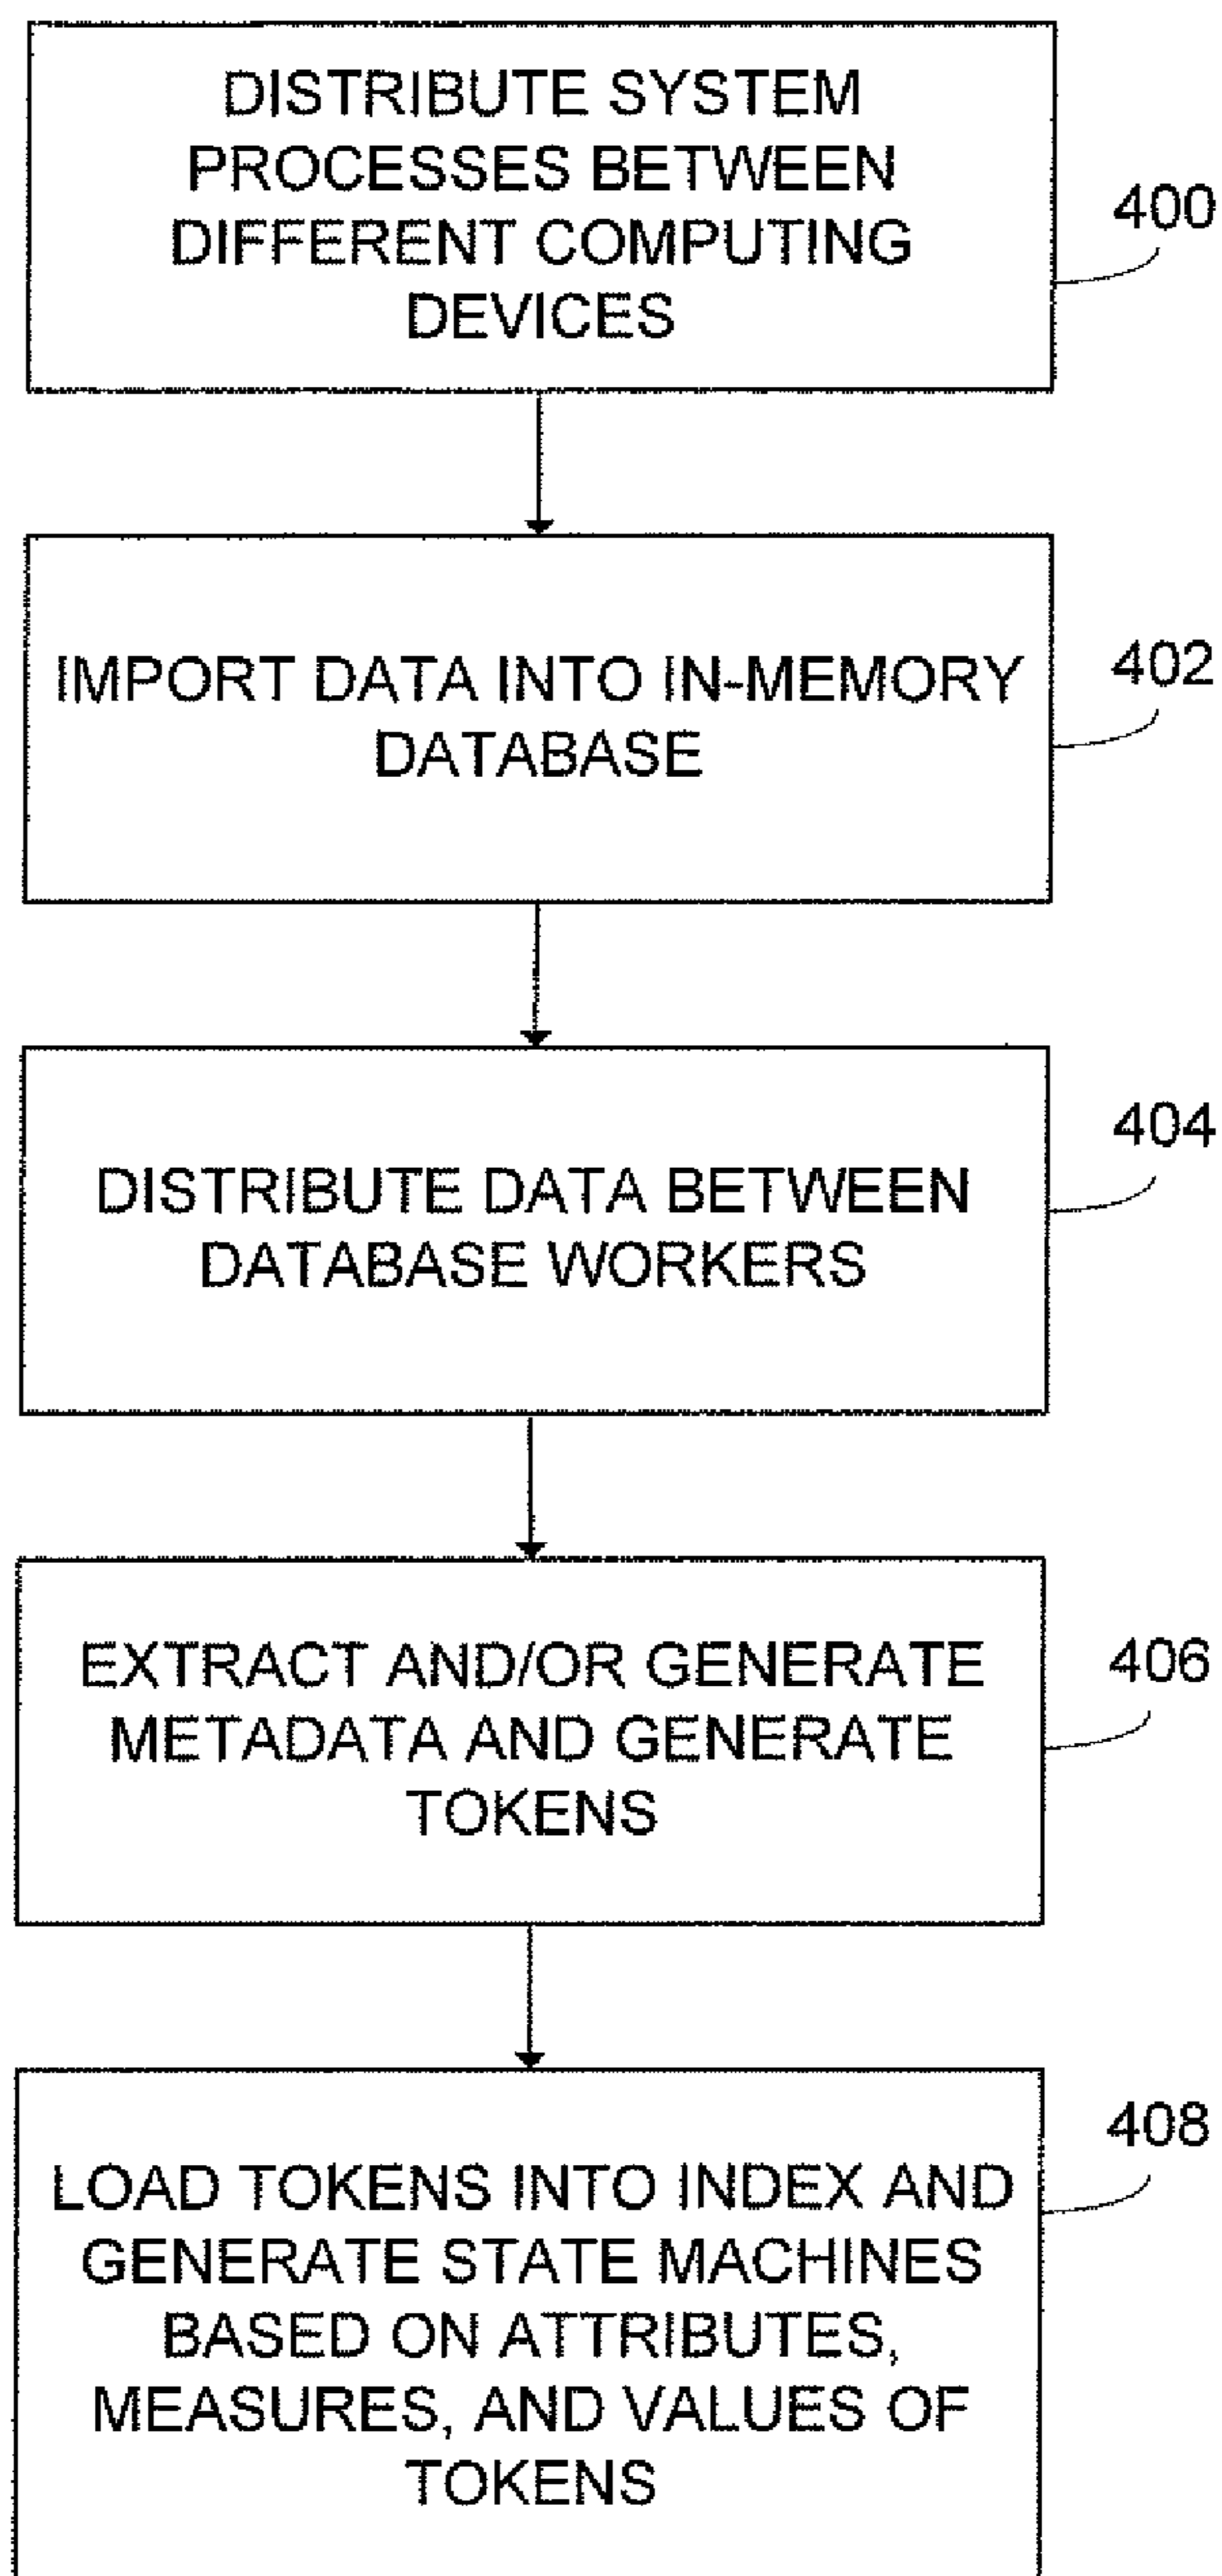 DISTRIBUTE SYSTEM
PROCESSES BETWEEN
DIFFERENT COMPUTING
DEVICES
400
IMPORT DATA INTO IN-MEMORY
DATABASE
402
DISTRIBUTE DATA BETWEEN
DATABASE WORKERS
404
EXTRACT AND/OR GENERATE
METADATA AND GENERATE
TOKENS
406
LOAD TOKENS INTO INDEX AND
GENERATE STATE MACHINES
BASED ON ATTRIBUTES,
MEASURES, AND VALUES OF
TOKENS
408